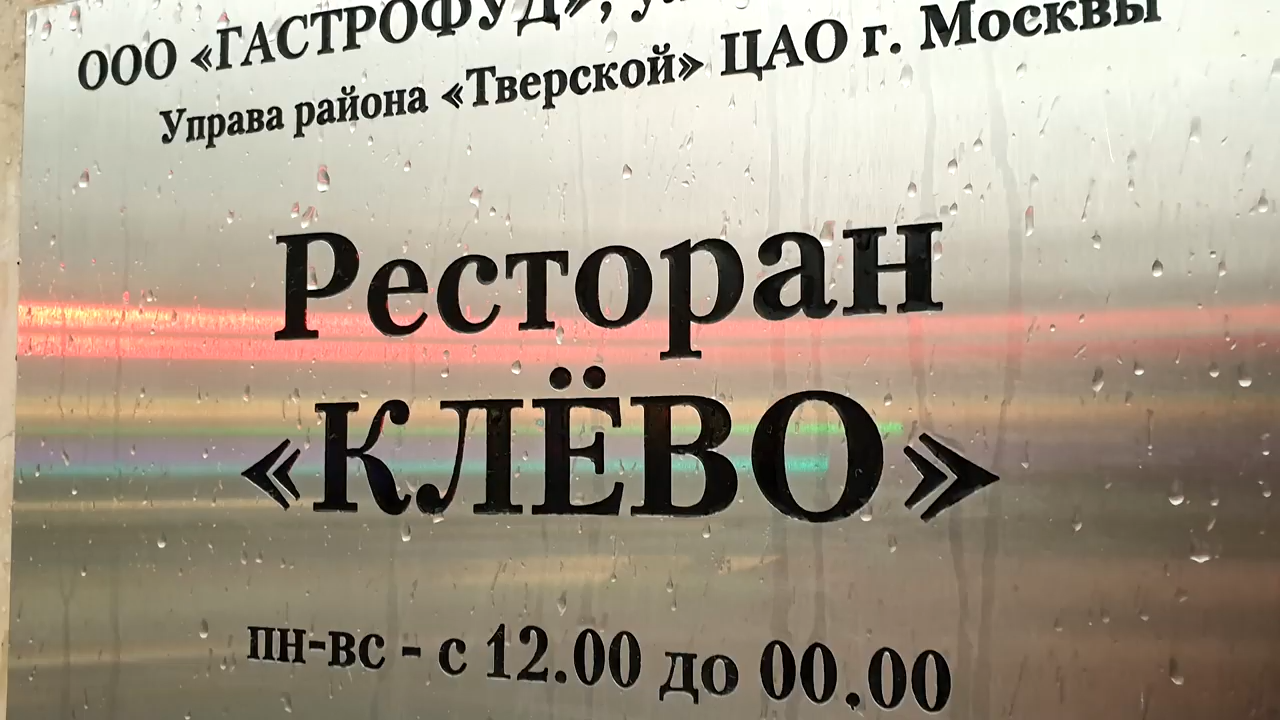 ООО «ГАСТРОФУД»,
Управа района «Тверской» ЦАО г. Москвы
Ресторан
«КЛЁВО»
пн-вс - с 12.00 до 00.00